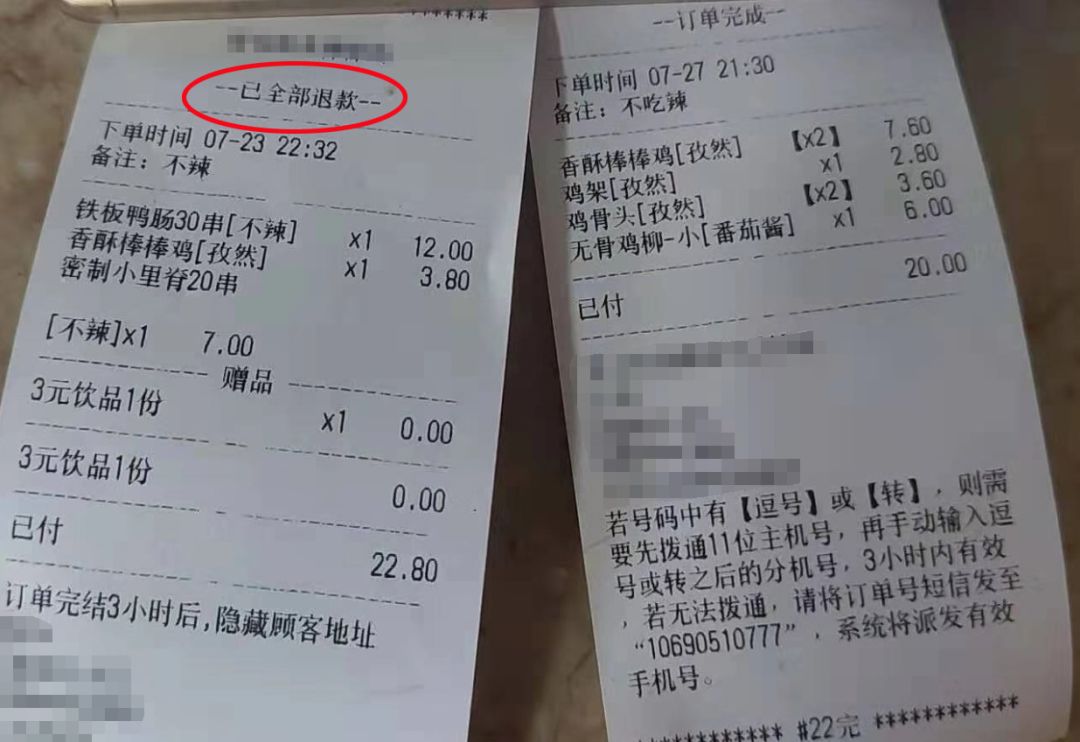 --已全部退款--
下单时间 07-23 22:32
备注：不辣
铁板鸭肠30串[不辣] x1 12.00
香酥棒棒鸡[孜然] x1 3.80
密制小里脊20串
[不辣]x1 7.00
赠品
3元饮品1份 x1 0.00
3元饮品1份 0.00
已付 22.80
订单完结3小时后,隐藏顾客地址
--订单完成--
下单时间 07-27 21:30
备注：不吃辣
香酥棒棒鸡[孜然] 【x2】 7.60
鸡架[孜然] x1 2.80
鸡骨头[孜然] 【x2】 3.60
无骨鸡柳-小[番茄酱] x1 6.00
已付 20.00
若号码中有【逗号】或【转】，则需
要先拨通11位主机号，再手动输入逗
号或转之后的分机号，3小时内有效
，若无法拨通，请将订单号短信发至
“10690510777”，系统将派发有效
手机号。
*********** #22完 ************